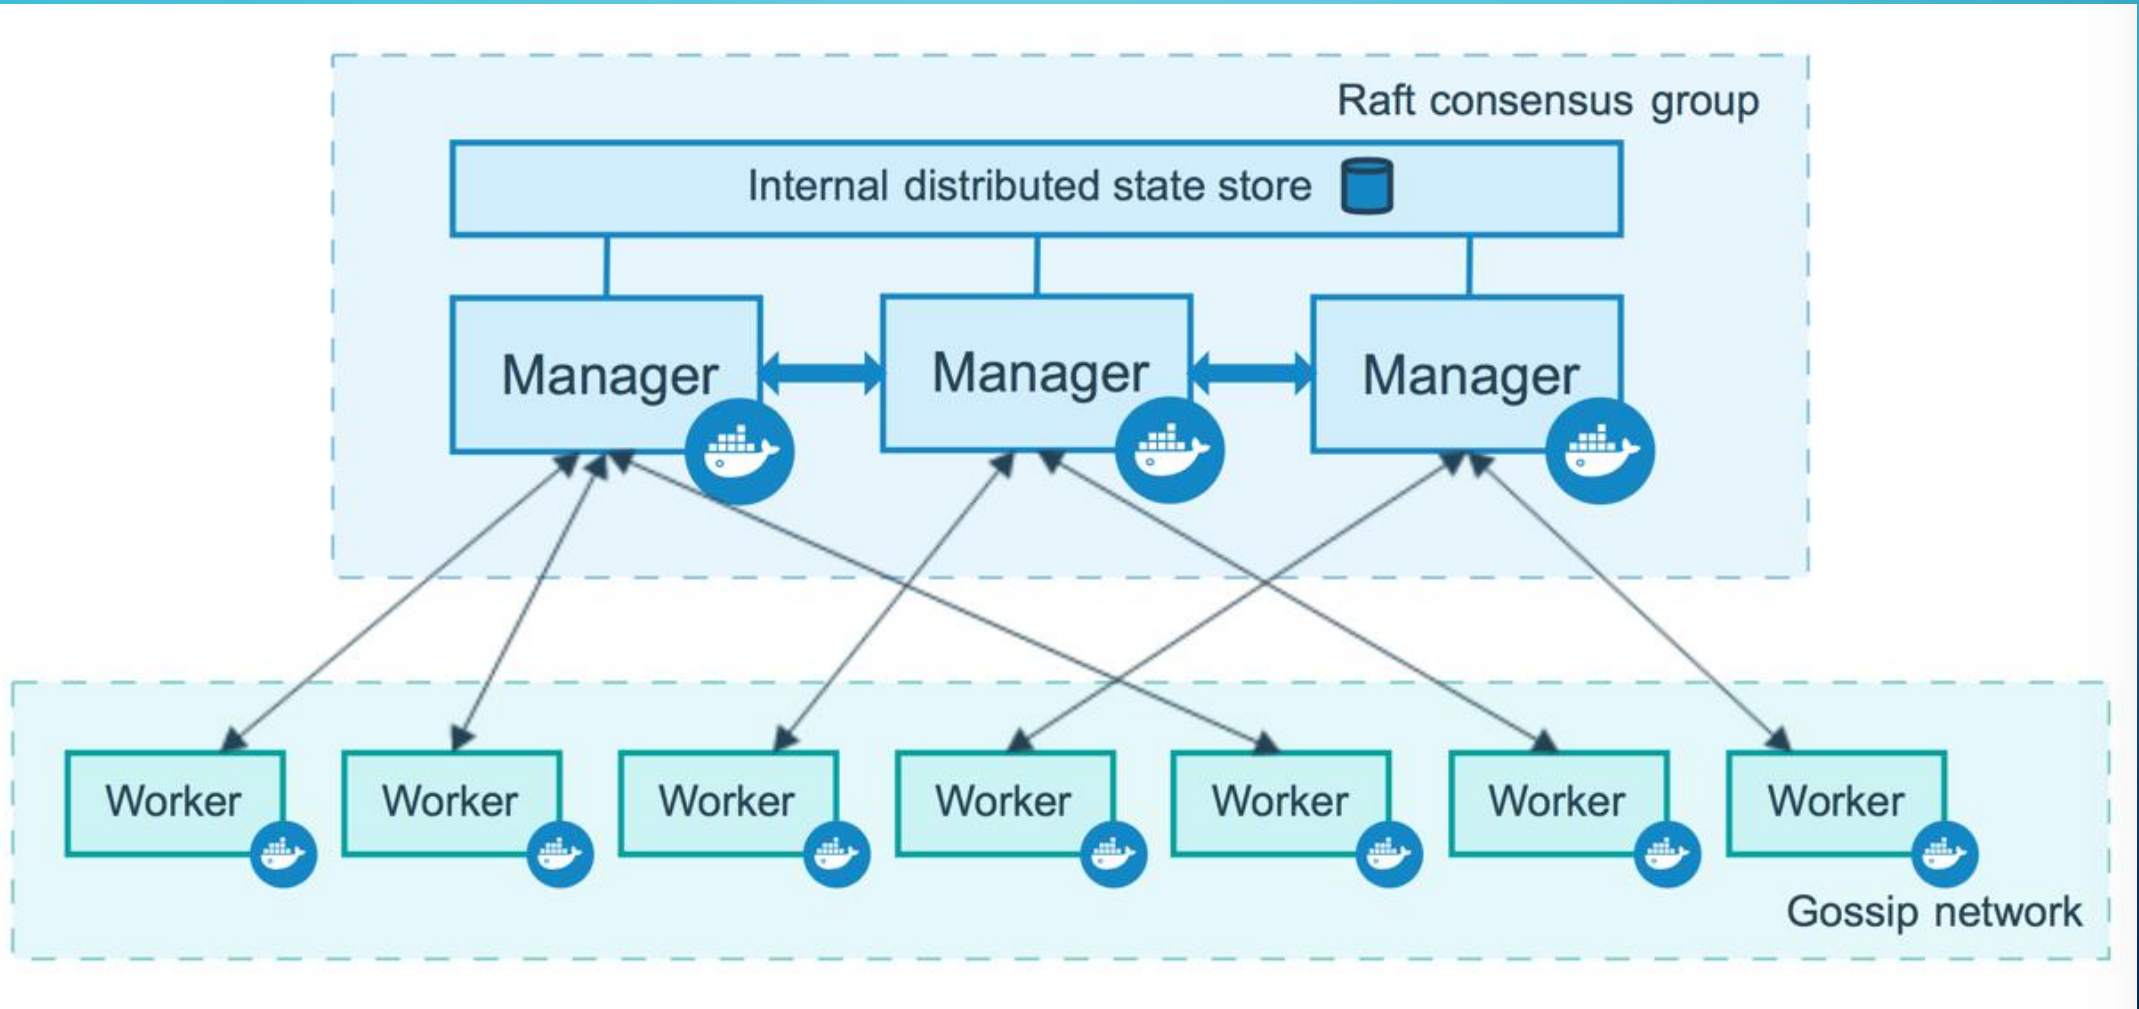 Raft consensus group
Internal distributed state store
Manager
Manager
Manager
Worker
Worker
Worker
Worker
Worker
Worker
Worker
Gossip network